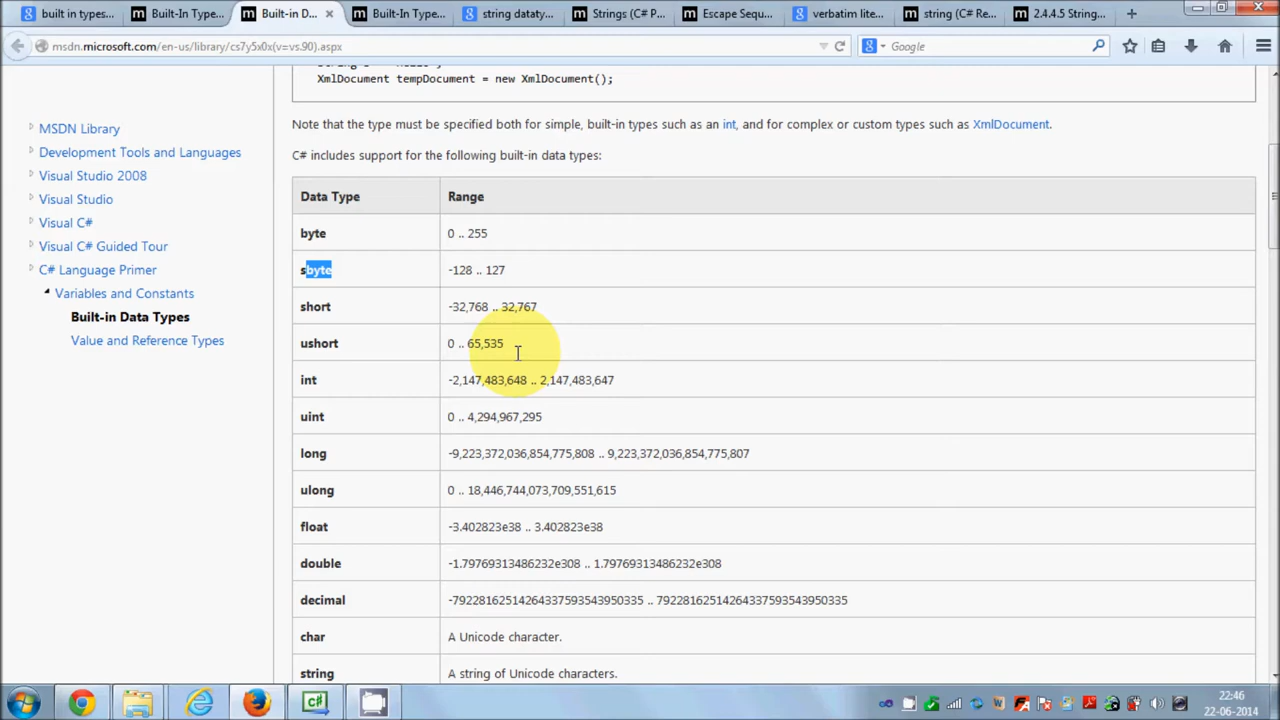 built in types...
Built-In Type...
Built-in D...
Built-In Type...
string dataty...
Strings (C# P...
Escape Sequ...
verbatim lite...
string (C# Re...
2.4.4.5 String...
msdn.microsoft.com/en-us/library/cs7y5x0x(v=vs.90).aspx
Google
XmlDocument tempDocument = new XmlDocument();
Note that the type must be specified both for simple, built-in types such as an int, and for complex or custom types such as XmlDocument.
C# includes support for the following built-in data types:
MSDN Library
Development Tools and Languages
Visual Studio 2008
Visual Studio
Visual C#
Visual C# Guided Tour
C# Language Primer
Variables and Constants
Built-in Data Types
Value and Reference Types
Data Type Range
byte 0 .. 255
sbyte -128 .. 127
short -32,768 .. 32,767
ushort 0 .. 65,535
int -2,147,483,648 .. 2,147,483,647
uint 0 .. 4,294,967,295
long -9,223,372,036,854,775,808 .. 9,223,372,036,854,775,807
ulong 0 .. 18,446,744,073,709,551,615
float -3.402823e38 .. 3.402823e38
double -1.79769313486232e308 .. 1.79769313486232e308
decimal -79228162514264337593543950335 .. 79228162514264337593543950335
char A Unicode character.
string A string of Unicode characters.
22:46
22-06-2014